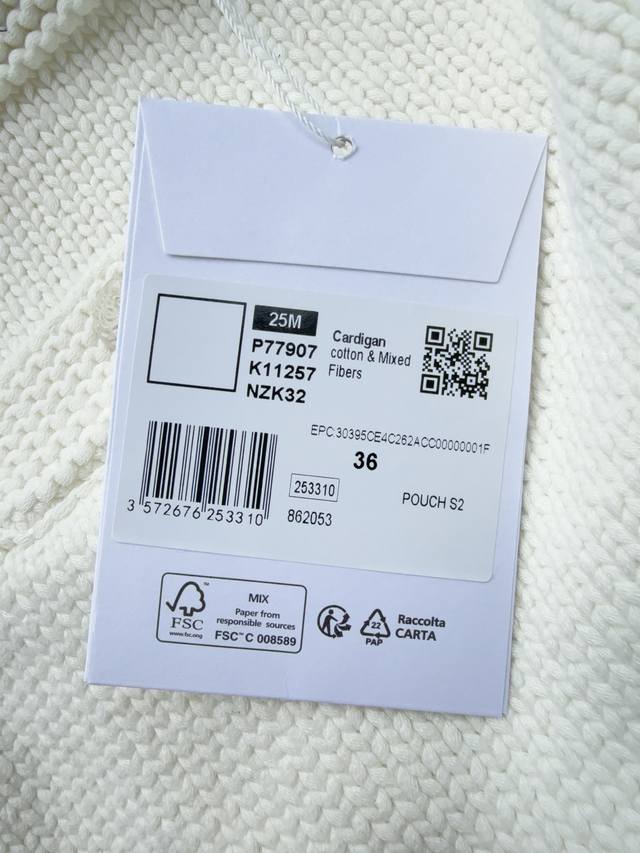 25M
P77907
K11257
NZK32
Cardigan
cotton & Mixed
Fibers
EPC:30395CE4C262ACC00000001F
36
253310
POUCH S2
862053
3 572676 253310
FSC™
www.fsc.org
MIX
Paper from
responsible sources
FSC™ C 008589
22
PAP
Raccolta
CARTA